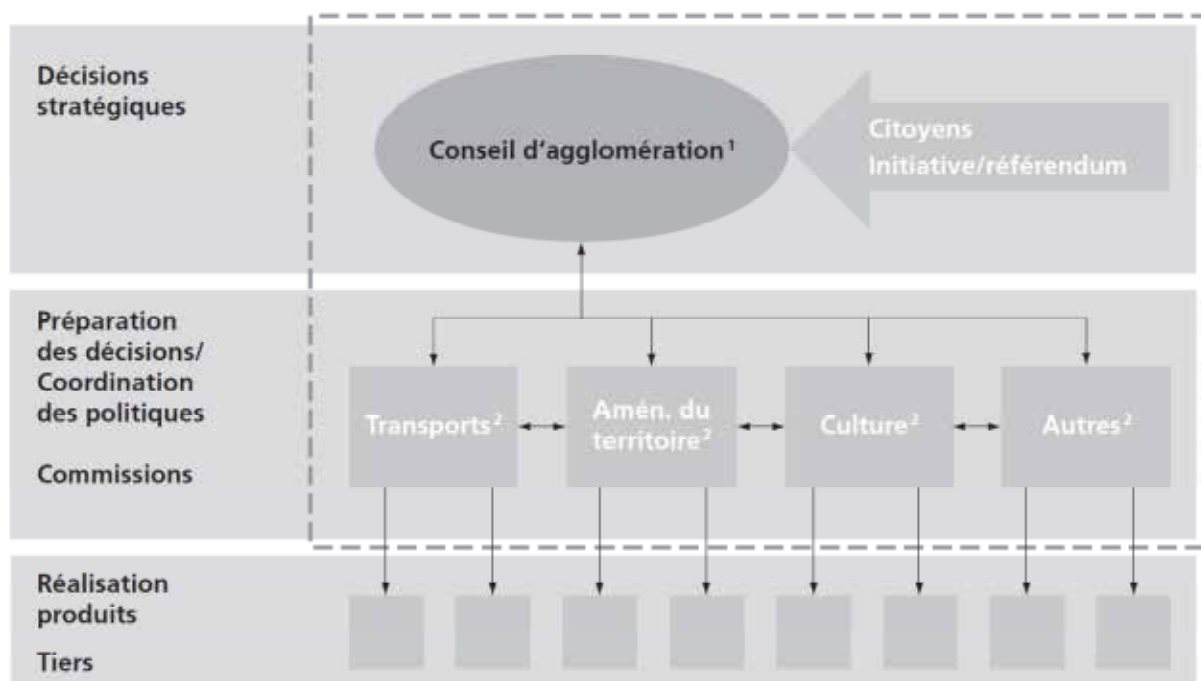 Décisions
stratégiques
Conseil d‘agglomération¹
Citoyens
Initiative/référendum
Préparation
des décisions/
Coordination
des politiques
Commissions
Transports²
Amén. du
territoire²
Culture²
Autres²
Réalisation
produits
Tiers